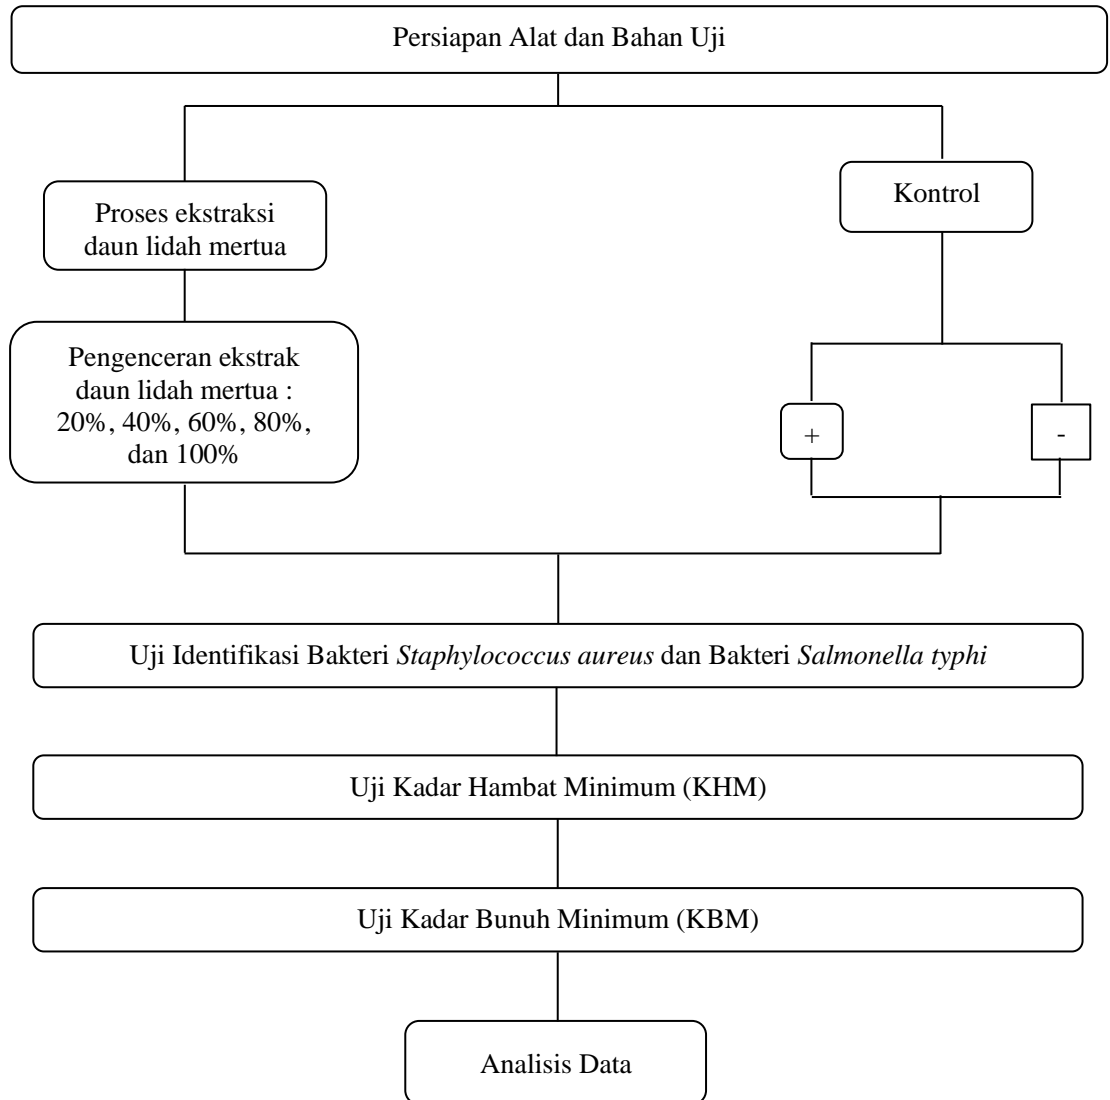 Persiapan Alat dan Bahan Uji
Proses ekstraksi
daun lidah mertua
Kontrol
Pengenceran ekstrak
daun lidah mertua :
20%, 40%, 60%, 80%,
dan 100%
+
-
Uji Identifikasi Bakteri Staphylococcus aureus dan Bakteri Salmonella typhi
Uji Kadar Hambat Minimum (KHM)
Uji Kadar Bunuh Minimum (KBM)
Analisis Data